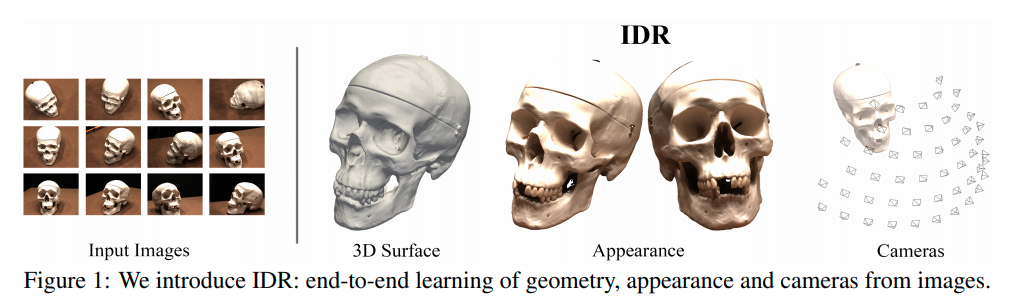 IDR
Input Images
3D Surface
Appearance
Cameras
Figure 1: We introduce IDR: end-to-end learning of geometry, appearance and cameras from images.